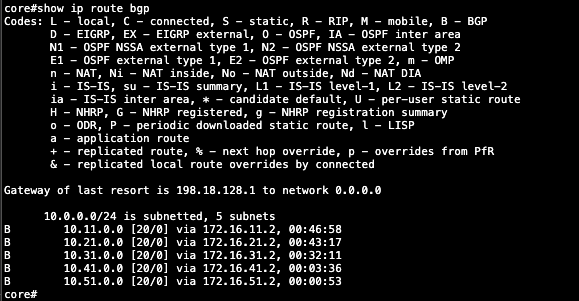 core#show ip route bgp
Codes: L - local, C - connected, S - static, R - RIP, M - mobile, B - BGP
D - EIGRP, EX - EIGRP external, O - OSPF, IA - OSPF inter area
N1 - OSPF NSSA external type 1, N2 - OSPF NSSA external type 2
E1 - OSPF external type 1, E2 - OSPF external type 2, m - OMP
n - NAT, Ni - NAT inside, No - NAT outside, Nd - NAT DIA
i - IS-IS, su - IS-IS summary, L1 - IS-IS level-1, L2 - IS-IS level-2
ia - IS-IS inter area, * - candidate default, U - per-user static route
H - NHRP, G - NHRP registered, g - NHRP registration summary
o - ODR, P - periodic downloaded static route, l - LISP
a - application route
+ - replicated route, % - next hop override, p - overrides from PfR
& - replicated local route overrides by connected
Gateway of last resort is 198.18.128.1 to network 0.0.0.0
10.0.0.0/24 is subnetted, 5 subnets
B 10.11.0.0 [20/0] via 172.16.11.2, 00:46:58
B 10.21.0.0 [20/0] via 172.16.21.2, 00:43:17
B 10.31.0.0 [20/0] via 172.16.31.2, 00:32:11
B 10.41.0.0 [20/0] via 172.16.41.2, 00:03:36
B 10.51.0.0 [20/0] via 172.16.51.2, 00:00:53
core#